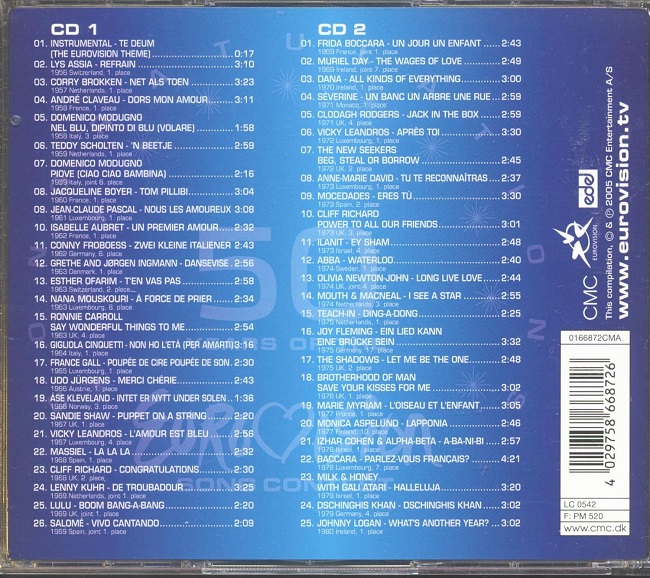 CD 1
01. INSTRUMENTAL - TE DEUM
(THE EUROVISION THEME) 0:17
02. LYS ASSIA - REFRAIN 3:10
1956 Switzerland, 1. place
03. CORRY BROKKEN - NET ALS TOEN 3:23
1957 Netherlands, 1. place
04. ANDRÉ CLAVEAU - DORS MON AMOUR 3:11
1958 France, 1. place
05. DOMENICO MODUGNO
NEL BLU, DIPINTO DI BLU (VOLARE) 1:58
1958 Italy, 3. place
06. TEDDY SCHOLTEN - 'N BEETJE 2:59
1959 Netherlands, 1. place
07. DOMENICO MODUGNO
PIOVE (CIAO CIAO BAMBINA) 2:16
1959 Italy, joint 6. place
08. JACQUELINE BOYER - TOM PILLIBI 3:04
1960 France, 1. place
09. JEAN-CLAUDE PASCAL - NOUS LES AMOUREUX 3:08
1961 Luxembourg, 1. place
10. ISABELLE AUBRET - UN PREMIER AMOUR 2:32
1962 France, 1. place
11. CONNY FROBOESS - ZWEI KLEINE ITALIENER 2:43
1962 Germany, 6. place
12. GRETHE AND JØRGEN INGMANN - DANSEVISE 2:56
1963 Denmark, 1. place
13. ESTHER OFARIM - T'EN VAS PAS 2:58
1963 Switzerland, 2. place
14. NANA MOUSKOURI - À FORCE DE PRIER 2:34
1963 Luxembourg, 8. place
15. RONNIE CARROLL
SAY WONDERFUL THINGS TO ME 2:54
1963 UK, 4. place
16. GIGLIOLA CINQUETTI - NON HO L'ETÀ (PER AMARTI) 3:16
1964 Italy, 1. place
17. FRANCE GALL - POUPÉE DE CIRE POUPÉE DE SON 2:30
1965 Luxembourg, 1. place
18. UDO JÜRGENS - MERCI CHÉRIE 2:43
1966 Austria, 1. place
19. ÅSE KLEVELAND - INTET ER NYTT UNDER SOLEN 1:36
1966 Norway, 3. place
20. SANDIE SHAW - PUPPET ON A STRING 2:20
1967 UK, 1. place
21. VICKY LEANDROS - L'AMOUR EST BLEU 2:56
1967 Luxembourg, 4. place
22. MASSIEL - LA LA LA 2:32
1968 Spain, 1. place
23. CLIFF RICHARD - CONGRATULATIONS 2:30
1968 UK, 2. place
24. LENNY KUHR - DE TROUBADOUR 3:25
1969 Netherlands, joint 1. place
25. LULU - BOOM BANG-A-BANG 2:20
1969 UK, joint 1. place
26. SALOMÉ - VIVO CANTANDO 2:09
1969 Spain, joint 1. place
CD 2
01. FRIDA BOCCARA - UN JOUR UN ENFANT 2:43
1969 France, joint 1. place
02. MURIEL DAY - THE WAGES OF LOVE 2:49
1969 Ireland, joint 7. place
03. DANA - ALL KINDS OF EVERYTHING 3:00
1970 Ireland, 1. place
04. SÉVERINE - UN BANC UN ARBRE UNE RUE 2:59
1971 Monaco, 1. place
05. CLODAGH RODGERS - JACK IN THE BOX 2:59
1971 UK, 4. place
06. VICKY LEANDROS - APRÈS TOI 3:30
1972 Luxembourg, 1. place
07. THE NEW SEEKERS
BEG, STEAL OR BORROW 2:45
1972 UK, 2. place
08. ANNE-MARIE DAVID - TU TE RECONNAÎTRAS 2:37
1973 Luxembourg, 1. place
09. MOCEDADES - ERES TÚ 3:30
1973 Spain, 2. place
10. CLIFF RICHARD
POWER TO ALL OUR FRIENDS 3:01
1973 UK, 3. place
11. ILANIT - EY SHAM 2:48
1973 Israel, 4. place
12. ABBA - WATERLOO 2:40
1974 Sweden, 1. place
13. OLIVIA NEWTON-JOHN - LONG LIVE LOVE 2:44
1974 UK, joint 4. place
14. MOUTH & MACNEAL - I SEE A STAR 2:54
1974 Netherlands, 3. place
15. TEACH-IN - DING-A-DONG 2:25
1975 Netherlands, 1. place
16. JOY FLEMING - EIN LIED KANN
EINE BRÜCKE SEIN 3:32
1975 Germany, 17. place
17. THE SHADOWS - LET ME BE THE ONE 2:48
1975 UK, 2. place
18. BROTHERHOOD OF MAN
SAVE YOUR KISSES FOR ME 3:02
1976 UK, 1. place
19. MARIE MYRIAM - L'OISEAU ET L'ENFANT 3:05
1977 France, 1. place
20. MONICA ASPELUND - LAPPONIA 2:46
1977 Finland, 10. place
21. IZHAR COHEN & ALPHA-BETA - A-BA-NI-BI 2:57
1978 Israel, 1. place
22. BACCARA - PARLEZ-VOUS FRANÇAIS? 4:21
1978 Luxembourg, 7. place
23. MILK & HONEY
WITH GALI ATARI - HALLELUJA 3:20
1979 Israel, 1. place
24. DSCHINGHIS KHAN - DSCHINGHIS KHAN 3:02
1979 Germany, 4. place
25. JOHNNY LOGAN - WHAT'S ANOTHER YEAR? 3:02
1980 Ireland, 1. place
CMC
edel
EUROVISION
This compilation © & ℗ 2005 CMC Entertainment A/S
www.eurovision.tv
0166872CMA
4 029758 668726
LC 0542
F: PM 520
www.cmc.dk
50
SONG CONTEST